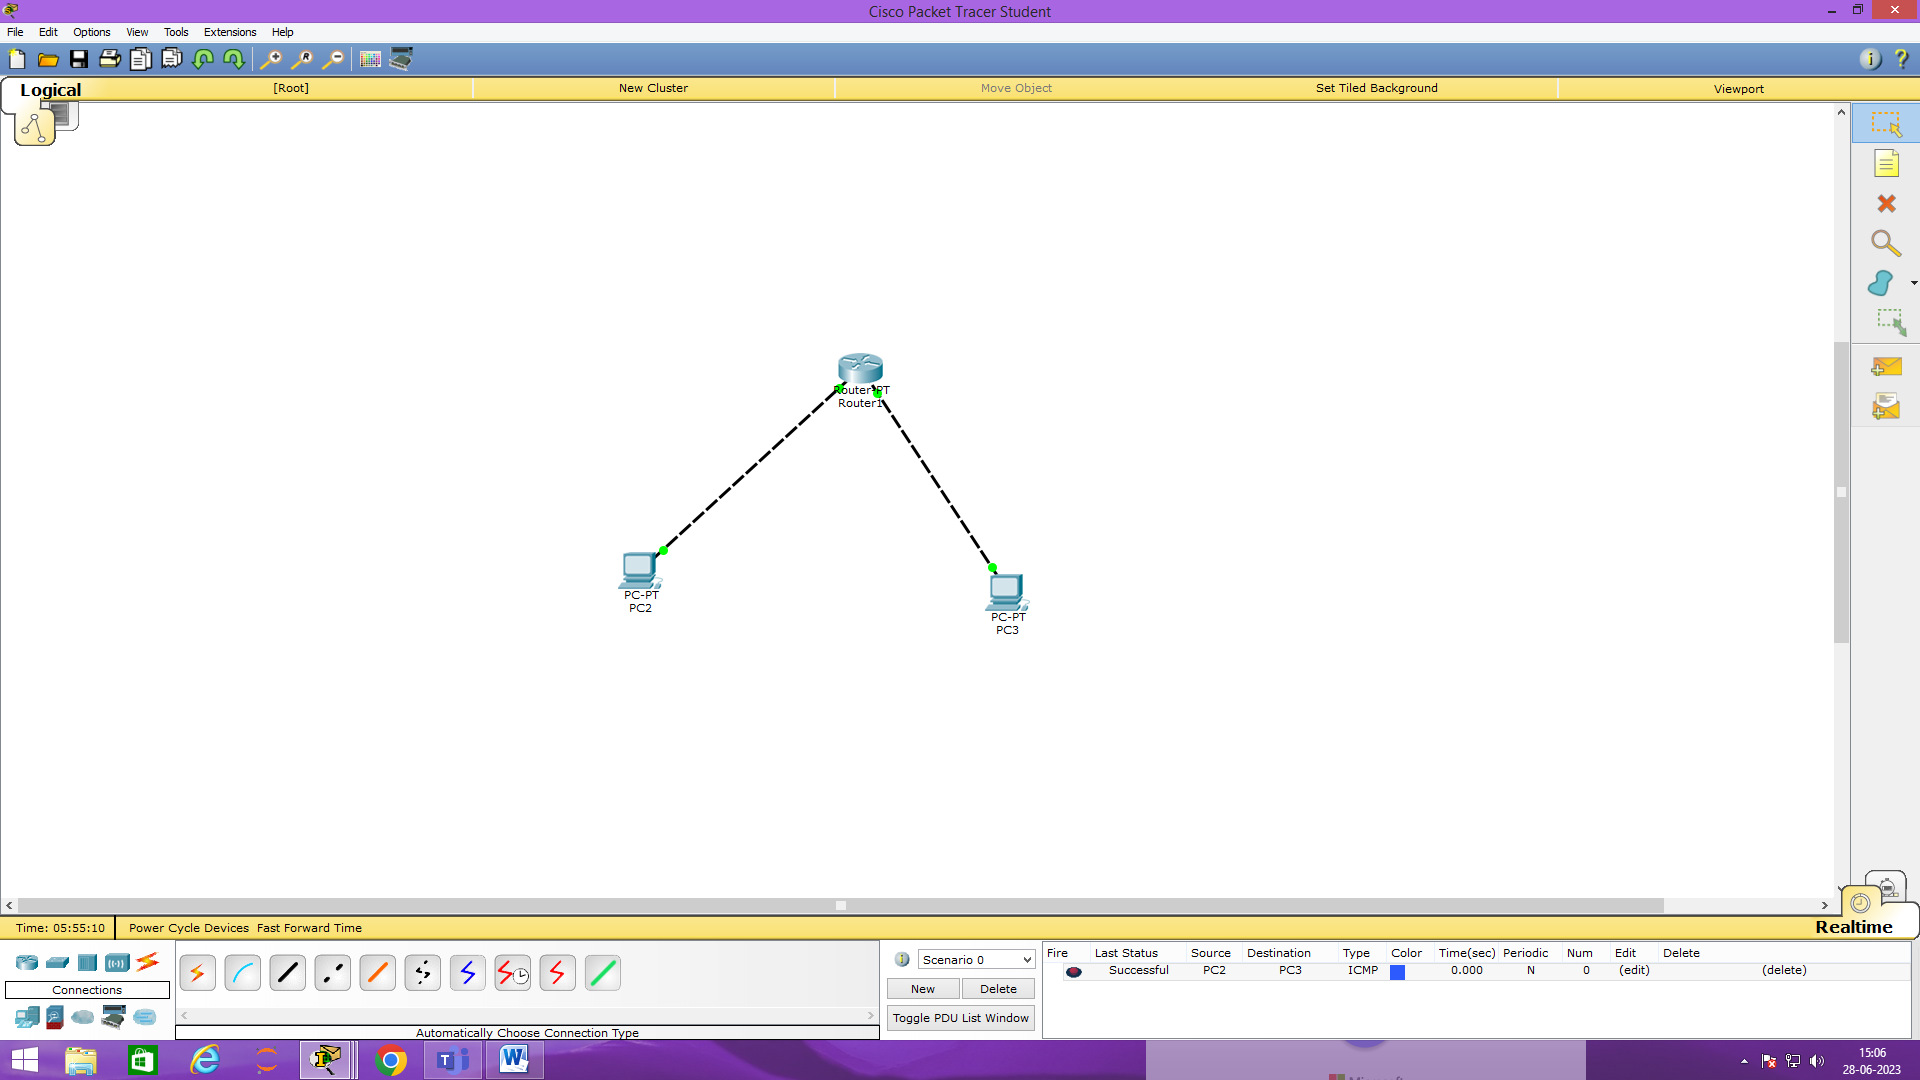 Cisco Packet Tracer Student
File Edit Options View Tools Extensions Help
Logical [Root] New Cluster Move Object Set Tiled Background Viewport
Router-PT
Router1
PC-PT
PC2
PC-PT
PC3
Time: 05:55:10 Power Cycle Devices Fast Forward Time
Realtime
Connections
Automatically Choose Connection Type
Scenario 0
New Delete
Toggle PDU List Window
Fire Last Status Source Destination Type Color Time(sec) Periodic Num Edit Delete
Successful PC2 PC3 ICMP 0.000 N 0 (edit) (delete)
15:06
28-06-2023